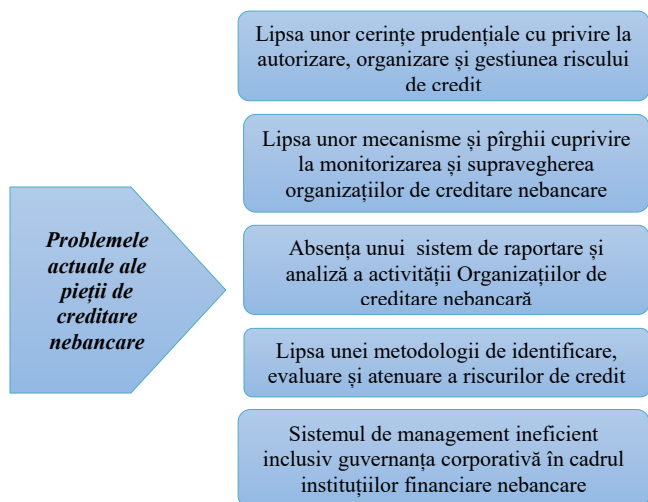 Problemele
actuale ale
pieții de
creditare
nebancare
Lipsa unor cerințe prudențiale cu privire la
autorizare, organizare și gestiunea riscului
de credit
Lipsa unor mecanisme și pîrghii cuprivire
la monitorizarea și supravegherea
organizațiilor de creditare nebancare
Absența unui sistem de raportare și
analiză a activității Organizațiilor de
creditare nebancară
Lipsa unei metodologii de identificare,
evaluare și atenuare a riscurilor de credit
Sistemul de management ineficient
inclusiv guvernanța corporativă în cadrul
instituțiilor financiare nebancare